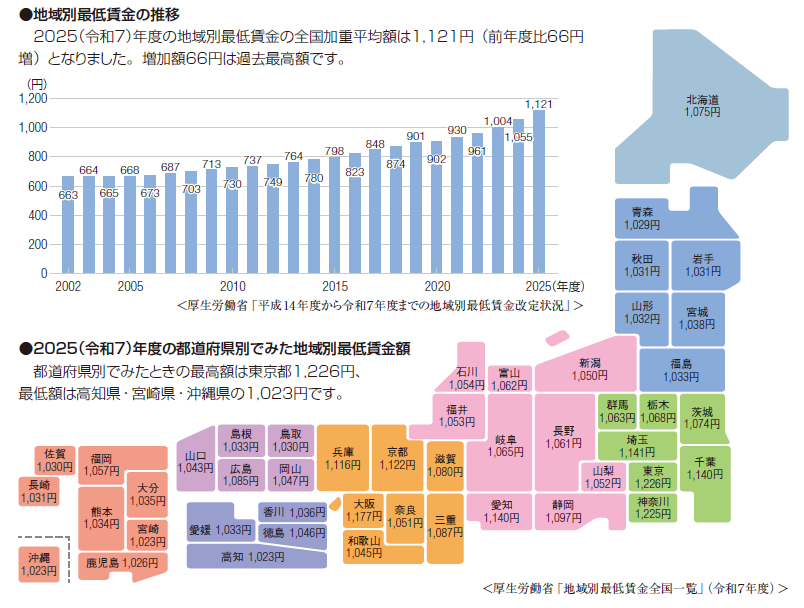 ●地域別最低賃金の推移
2025(令和7)年度の地域別最低賃金の全国加重平均額は1,121円(前年度比66円
増)となりました。増加額66円は過去最高額です。
(円)
1,200
1,000
800
600
400
200
0
663
664
665
668
673
687
703
713
730
737
749
764
780
798
823
848
874
901
902
930
961
1,004
1,055
1,121
2002
2005
2010
2015
2020
2025(年度)
<厚生労働省「平成14年度から令和7年度までの地域別最低賃金改定状況」>
●2025(令和7)年度の都道府県別でみた地域別最低賃金額
都道府県別でみたときの最高額は東京都1,226円、
最低額は高知県・宮崎県・沖縄県の1,023円です。
北海道
1,075円
青森
1,029円
秋田
1,031円
岩手
1,031円
山形
1,032円
宮城
1,038円
福島
1,033円
新潟
1,050円
石川
1,054円
富山
1,062円
福井
1,053円
岐阜
1,065円
長野
1,061円
山梨
1,052円
愛知
1,140円
静岡
1,097円
群馬
1,063円
栃木
1,068円
茨城
1,074円
埼玉
1,141円
東京
1,226円
千葉
1,140円
神奈川
1,225円
兵庫
1,116円
京都
1,122円
滋賀
1,080円
大阪
1,177円
奈良
1,051円
三重
1,087円
和歌山
1,045円
山口
1,043円
島根
1,033円
鳥取
1,030円
広島
1,085円
岡山
1,047円
香川 1,036円
愛媛 1,033円
徳島 1,046円
高知 1,023円
佐賀
1,030円
福岡
1,057円
長崎
1,031円
大分
1,035円
熊本
1,034円
宮崎
1,023円
鹿児島 1,026円
沖縄
1,023円
<厚生労働省「地域別最低賃金全国一覧」(令和7年度)>